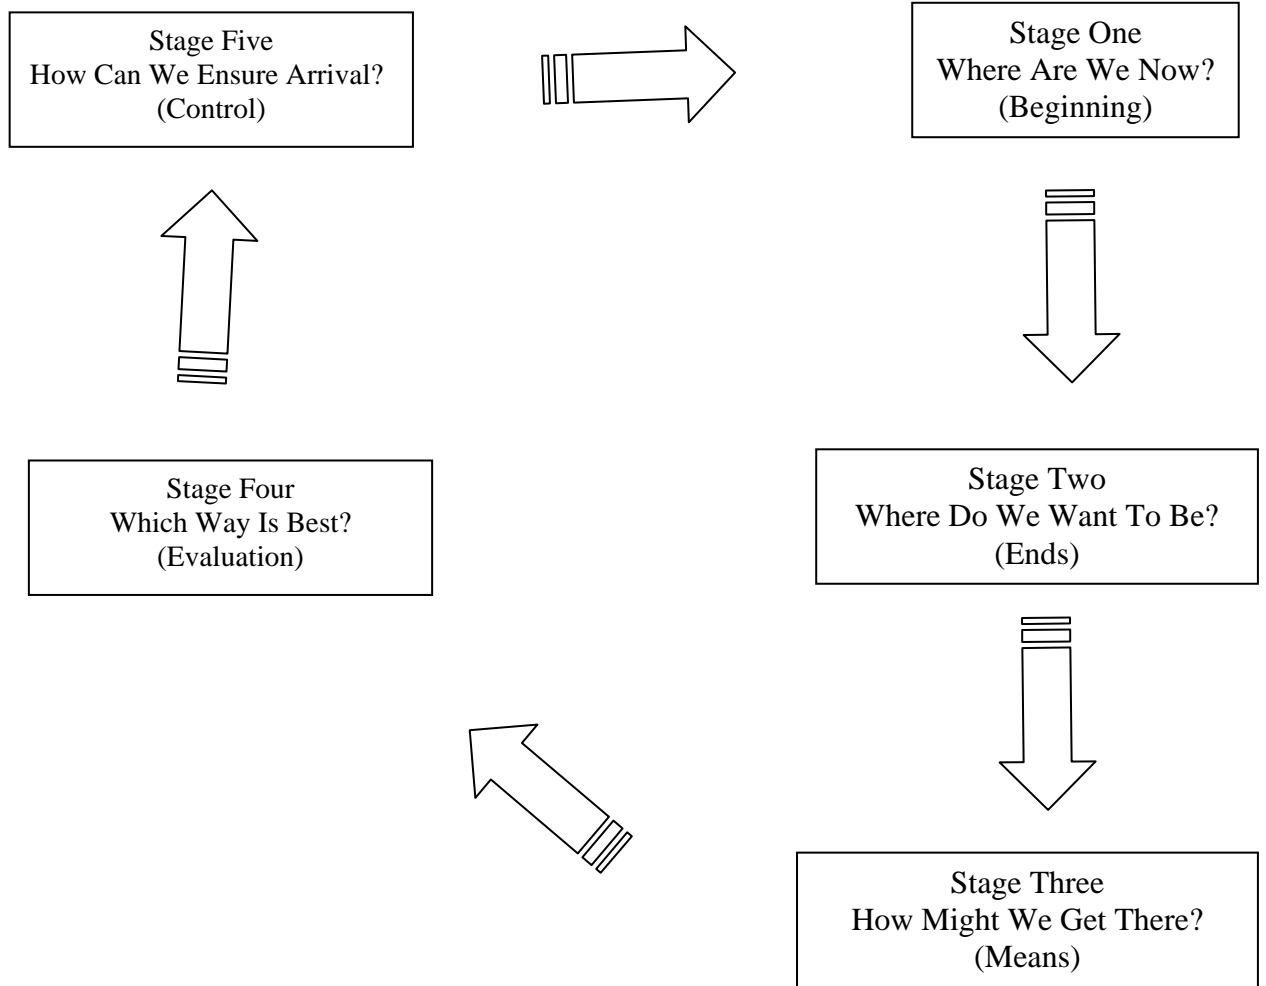 Stage Five
How Can We Ensure Arrival?
(Control)
Stage One
Where Are We Now?
(Beginning)
Stage Four
Which Way Is Best?
(Evaluation)
Stage Two
Where Do We Want To Be?
(Ends)
Stage Three
How Might We Get There?
(Means)